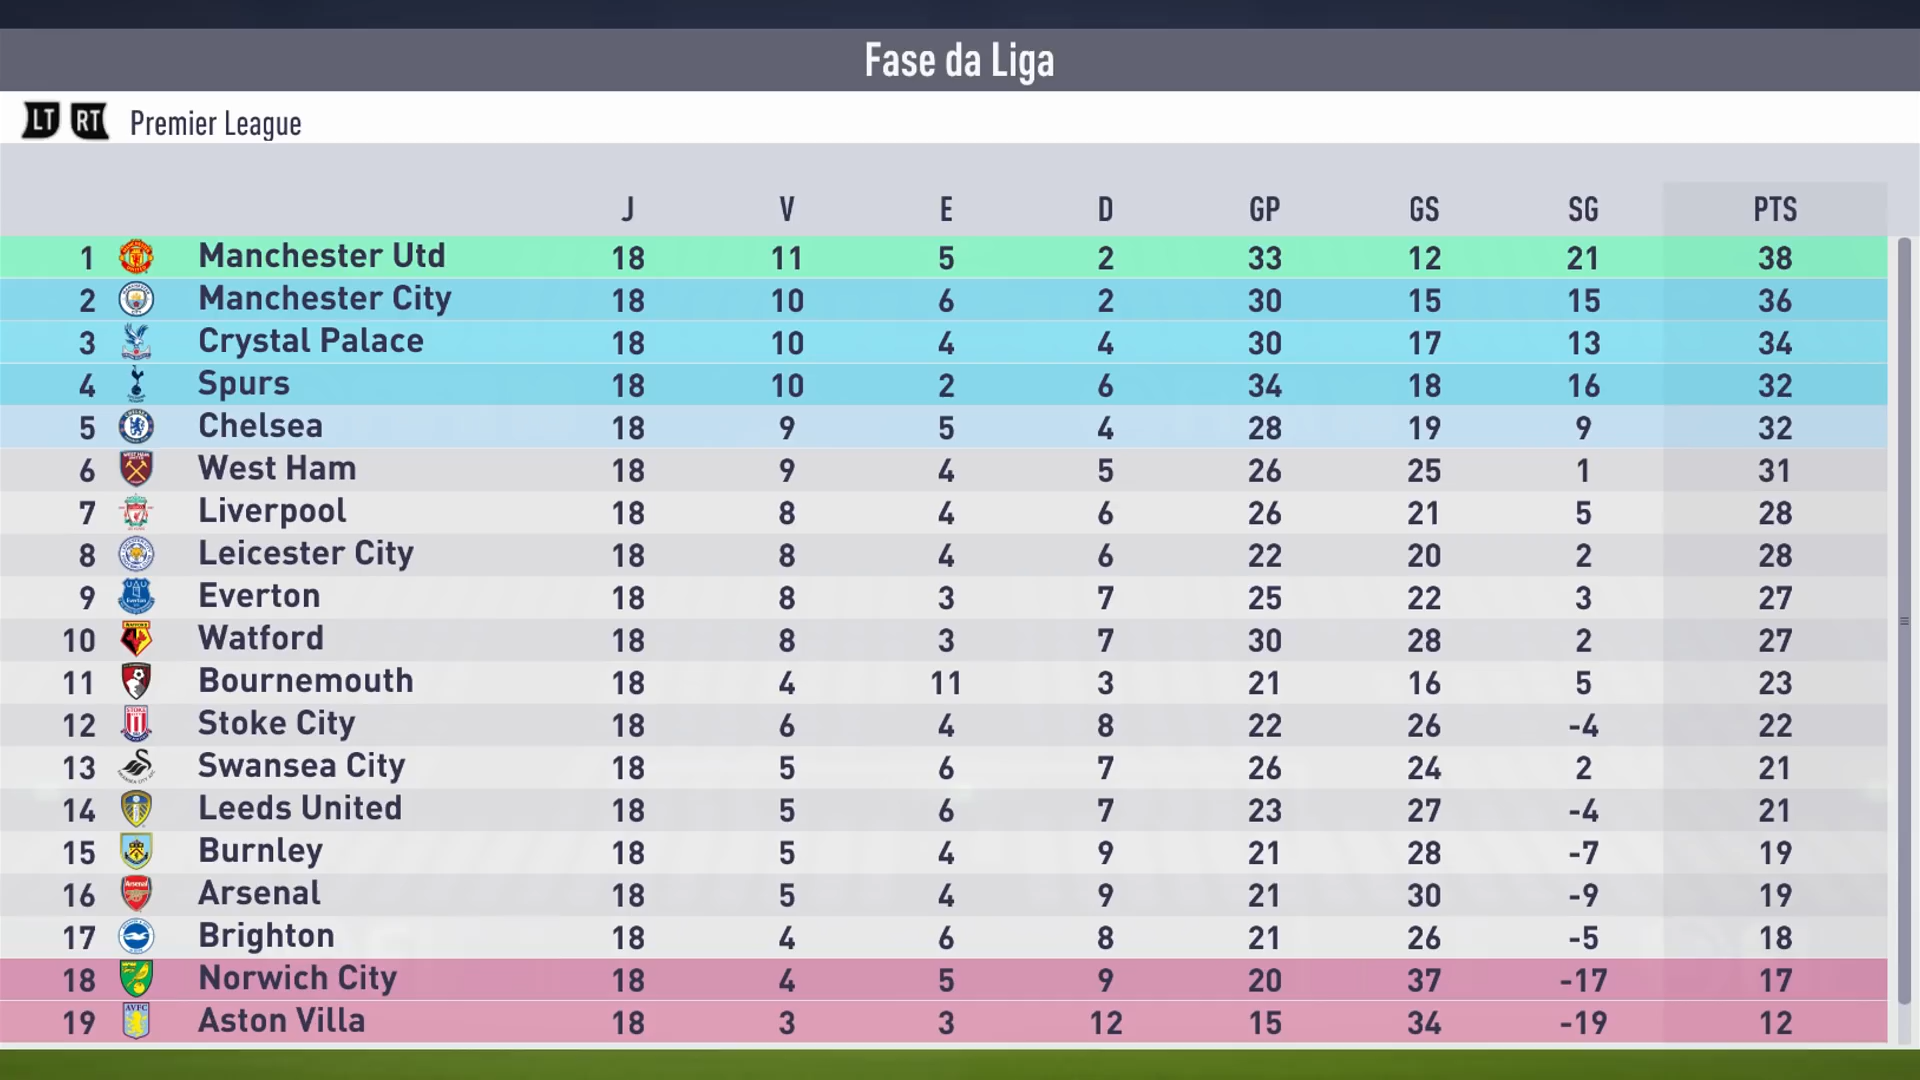 Fase da Liga
LT RT Premier League
J V E D GP GS SG PTS
1 Manchester Utd 18 11 5 2 33 12 21 38
2 Manchester City 18 10 6 2 30 15 15 36
3 Crystal Palace 18 10 4 4 30 17 13 34
4 Spurs 18 10 2 6 34 18 16 32
5 Chelsea 18 9 5 4 28 19 9 32
6 West Ham 18 9 4 5 26 25 1 31
7 Liverpool 18 8 4 6 26 21 5 28
8 Leicester City 18 8 4 6 22 20 2 28
9 Everton 18 8 3 7 25 22 3 27
10 Watford 18 8 3 7 30 28 2 27
11 Bournemouth 18 4 11 3 21 16 5 23
12 Stoke City 18 6 4 8 22 26 -4 22
13 Swansea City 18 5 6 7 26 24 2 21
14 Leeds United 18 5 6 7 23 27 -4 21
15 Burnley 18 5 4 9 21 28 -7 19
16 Arsenal 18 5 4 9 21 30 -9 19
17 Brighton 18 4 6 8 21 26 -5 18
18 Norwich City 18 4 5 9 20 37 -17 17
19 Aston Villa 18 3 3 12 15 34 -19 12